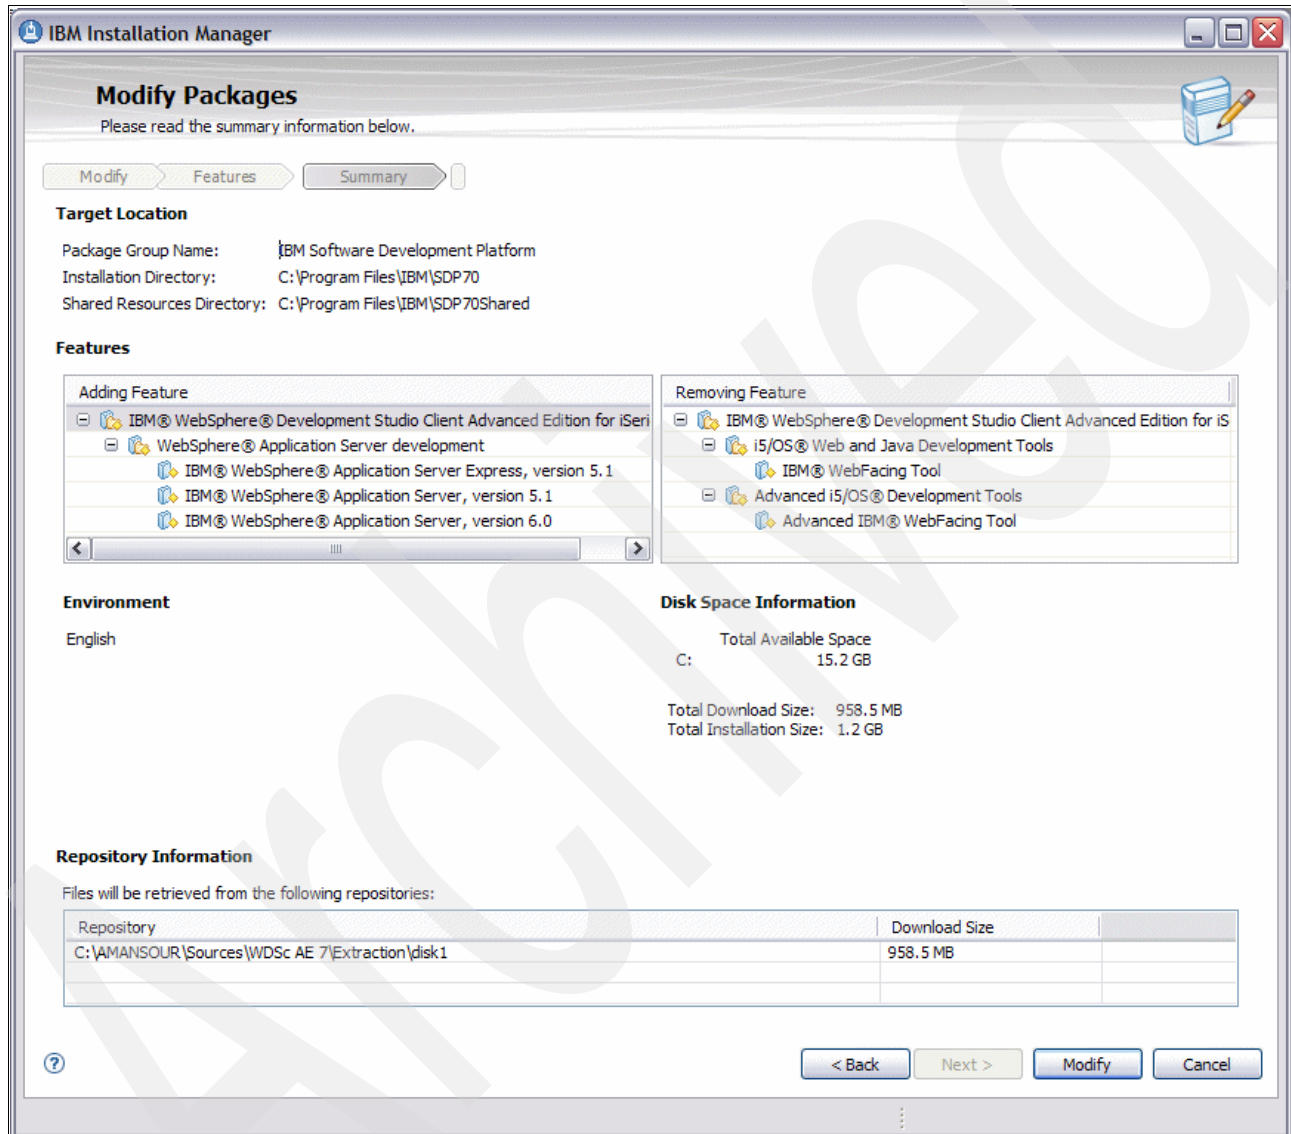 IBM Installation Manager
Modify Packages
Please read the summary information below.
Modify
Features
Summary
Target Location
Package Group Name: IBM Software Development Platform
Installation Directory: C:\Program Files\IBM\SDP70
Shared Resources Directory: C:\Program Files\IBM\SDP70Shared
Features
Adding Feature
IBM® WebSphere® Development Studio Client Advanced Edition for iSeri
WebSphere® Application Server development
IBM® WebSphere® Application Server Express, version 5.1
IBM® WebSphere® Application Server, version 5.1
IBM® WebSphere® Application Server, version 6.0
Removing Feature
IBM® WebSphere® Development Studio Client Advanced Edition for iS
i5/OS® Web and Java Development Tools
IBM® WebFacing Tool
Advanced i5/OS® Development Tools
Advanced IBM® WebFacing Tool
Environment
English
Disk Space Information
Total Available Space
C: 15.2 GB
Total Download Size: 958.5 MB
Total Installation Size: 1.2 GB
Repository Information
Files will be retrieved from the following repositories:
Repository Download Size
C:\AMANSOUR\Sources\WDSc AE 7\Extraction\disk1 958.5 MB
?
< Back
Next >
Modify
Cancel
Archived